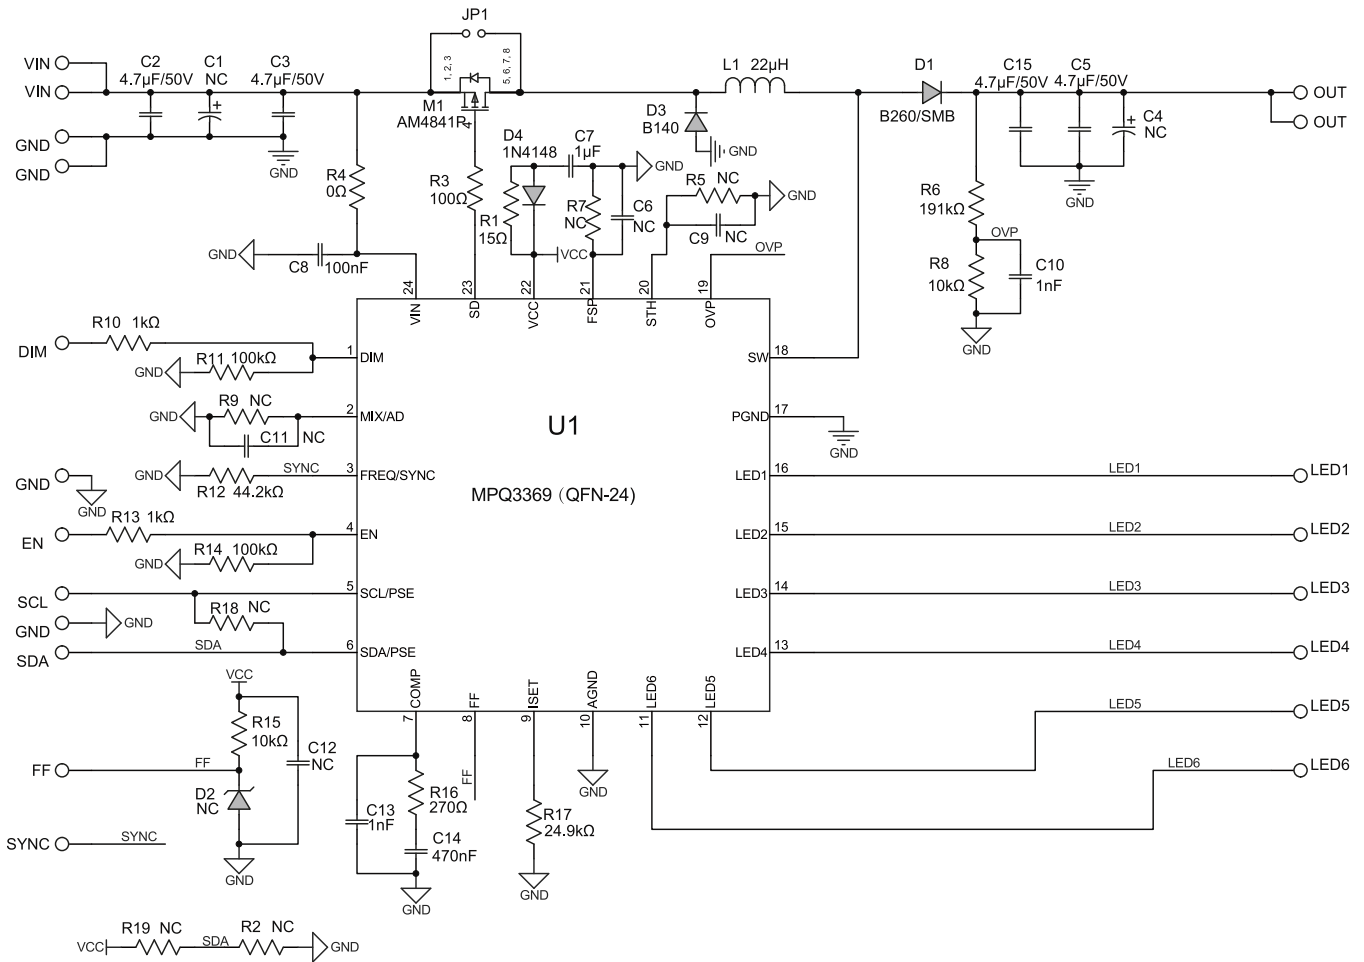 JP1
VIN
VIN
GND
GND
C2
4.7µF/50V
C1
NC
C3
4.7µF/50V
GND
1, 2, 3
5, 6, 7, 8
M1
AM4841R
4
L1 22µH
D1
B260/SMB
D3
B140
GND
C15
4.7µF/50V
C5
4.7µF/50V
C4
NC
GND
OUT
OUT
R4
0Ω
R3
100Ω
D4
1N4148
C7
1µF
GND
R1
15Ω
R7
NC
C6
NC
VCC
R5 NC
GND
C9 NC
OVP
R6
191kΩ
OVP
R8
10kΩ
C10
1nF
GND
GND
C8 100nF
24
23
22
21
20
19
VIN
SD
VCC
FSP
STH
OVP
DIM
R10 1kΩ
GND
R11 100kΩ
1 DIM
SW 18
GND
R9 NC
C11 NC
2 MIX/AD
PGND 17
GND
U1
MPQ3369 (QFN-24)
GND
R12 44.2kΩ
SYNC
3 FREQ/SYNC
LED1 16
LED1
LED1
GND
GND
EN
R13 1kΩ
GND
R14 100kΩ
4 EN
LED2 15
LED2
LED2
SCL
5 SCL/PSE
LED3 14
LED3
LED3
GND
GND
R18 NC
SDA
SDA
6 SDA/PSE
LED4 13
LED4
LED4
COMP
FF
ISET
AGND
LED6
LED5
7
8
9
10
11
12
LED5
LED5
LED6
LED6
VCC
R15
10kΩ
C12
NC
FF
FF
D2
NC
GND
SYNC
SYNC
C13
1nF
R16
270Ω
C14
470nF
GND
FF
R17
24.9kΩ
GND
GND
VCC
R19 NC
SDA
R2 NC
GND